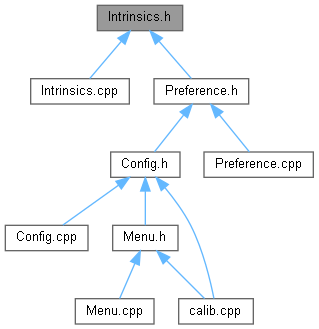 Intrinsics.h
Intrinsics.cpp
Preference.h
Config.h
Preference.cpp
Config.cpp
Menu.h
Menu.cpp
calib.cpp